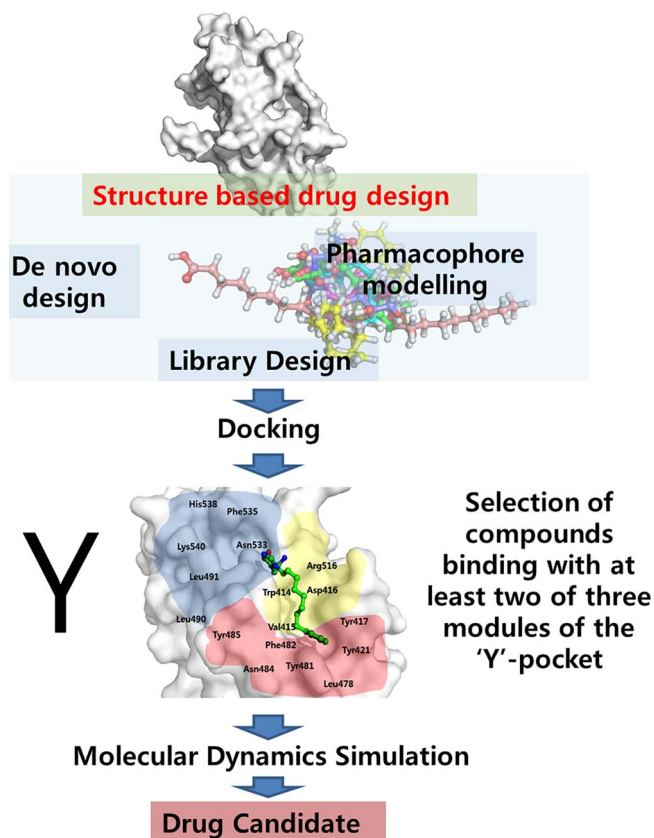 Structure based drug design
De novo
design
Pharmacophore
modelling
Library Design
Docking
Y
His538
Phe535
Lys540
Asn533
Leu491
Arg516
Trp414
Asp416
Leu490
Val415
Tyr417
Tyr485
Phe482
Tyr421
Asn484
Tyr481
Leu478
Selection of
compounds
binding with at
least two of three
modules of the
‘Y’-pocket
Molecular Dynamics Simulation
Drug Candidate